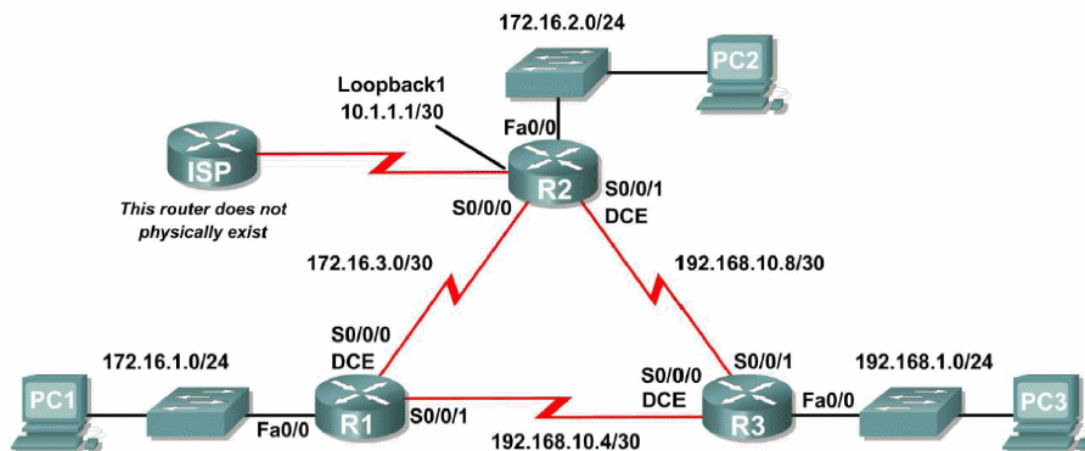 172.16.2.0/24
PC2
Loopback1
10.1.1.1/30
Fa0/0
ISP
R2
This router does not
physically exist
S0/0/0
S0/0/1
DCE
172.16.3.0/30
192.168.10.8/30
S0/0/0
DCE
172.16.1.0/24
S0/0/0
DCE
S0/0/1
192.168.1.0/24
PC1
Fa0/0
R1
S0/0/1
192.168.10.4/30
R3
Fa0/0
PC3